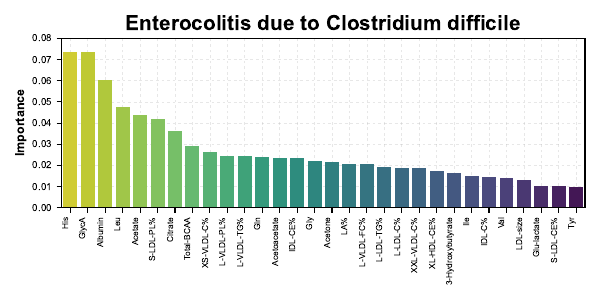 Enterocolitis due to Clostridium difficile
Importance
0.08
0.07
0.06
0.05
0.04
0.03
0.02
0.01
0.00
His
GlycA
Albumin
Leu
Acetate
S-LDL-PL%
Citrate
Total-BCAA
XS-VLDL-C%
L-VLDL-PL%
L-VLDL-TG%
Gln
Acetoacetate
IDL-CE%
Gly
Acetone
LA%
L-VLDL-FC%
L-LDL-TG%
L-LDL-C%
XXL-VLDL-C%
XL-HDL-CE%
3-Hydroxybutyrate
Ile
IDL-C%
Val
LDL-size
Glu-lactate
S-LDL-CE%
Tyr